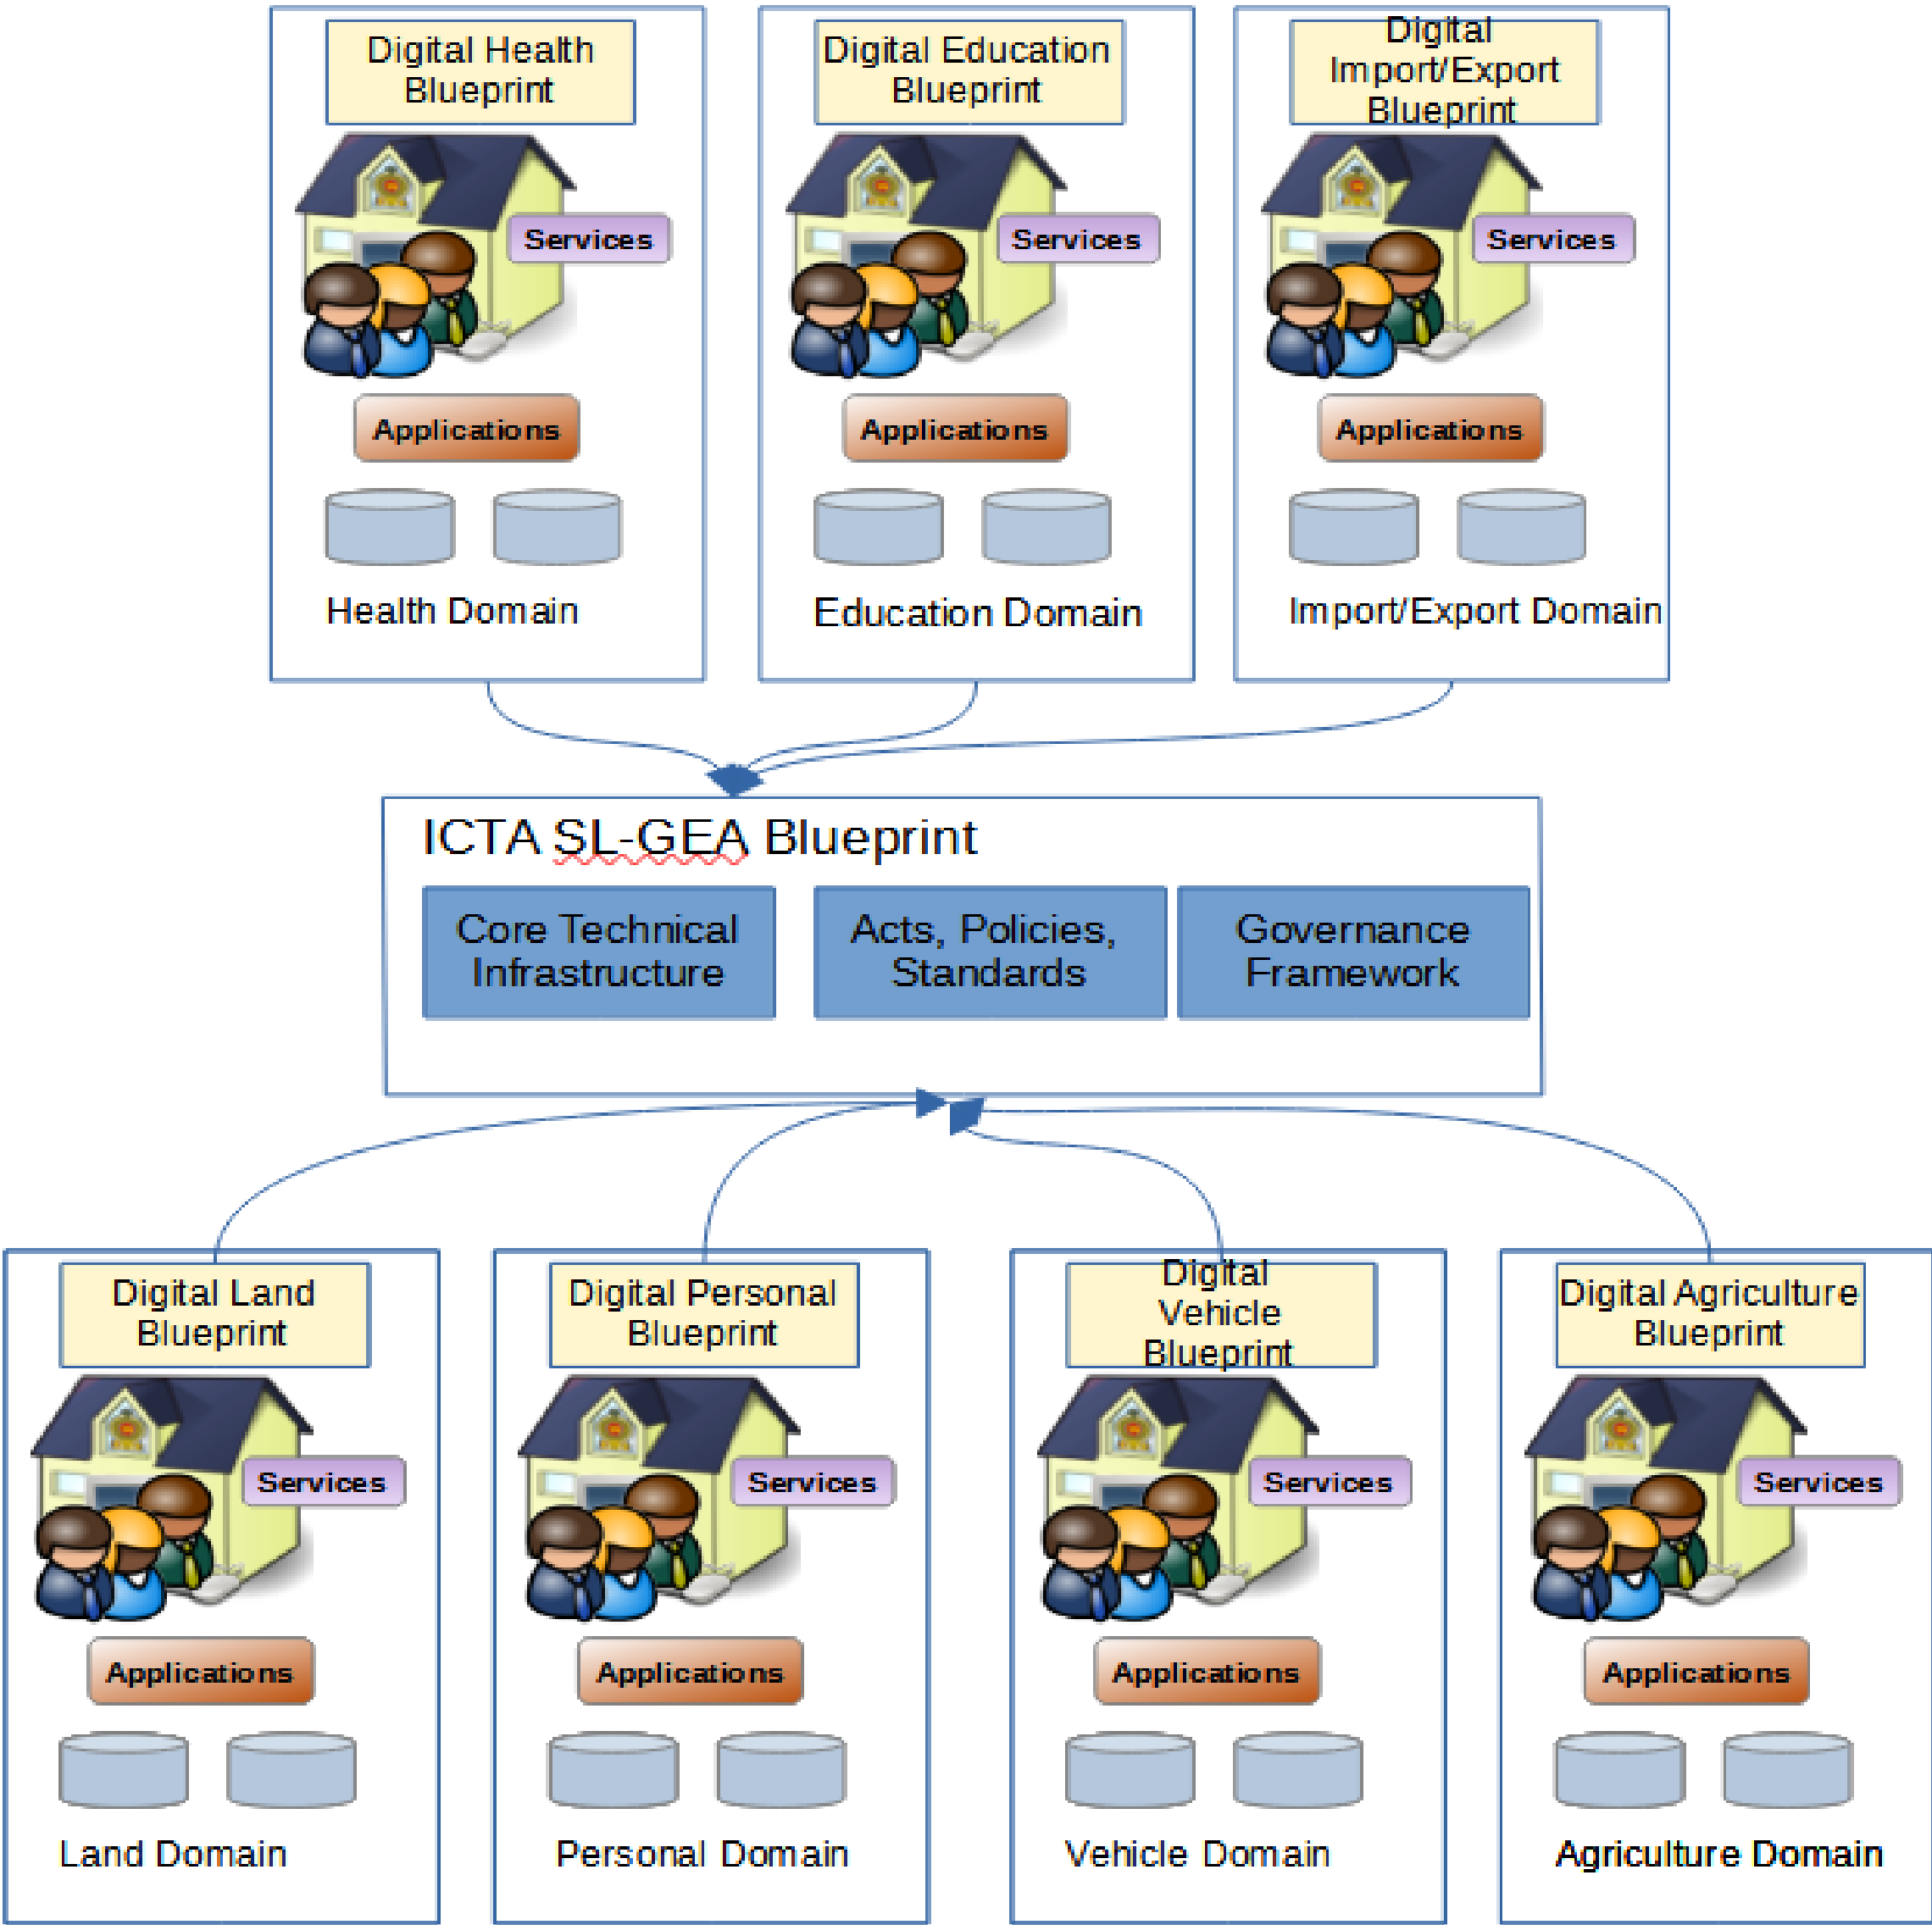 Digital Health
Blueprint
Services
Applications
Health Domain
Digital Education
Blueprint
Services
Applications
Education Domain
Digital
Import/Export
Blueprint
Services
Applications
Import/Export Domain
ICTA SL-GEA Blueprint
Core Technical
Infrastructure
Acts, Policies,
Standards
Governance
Framework
Digital Land
Blueprint
Services
Applications
Land Domain
Digital Personal
Blueprint
Services
Applications
Personal Domain
Digital
Vehicle
Blueprint
Services
Applications
Vehicle Domain
Digital Agriculture
Blueprint
Services
Applications
Agriculture Domain